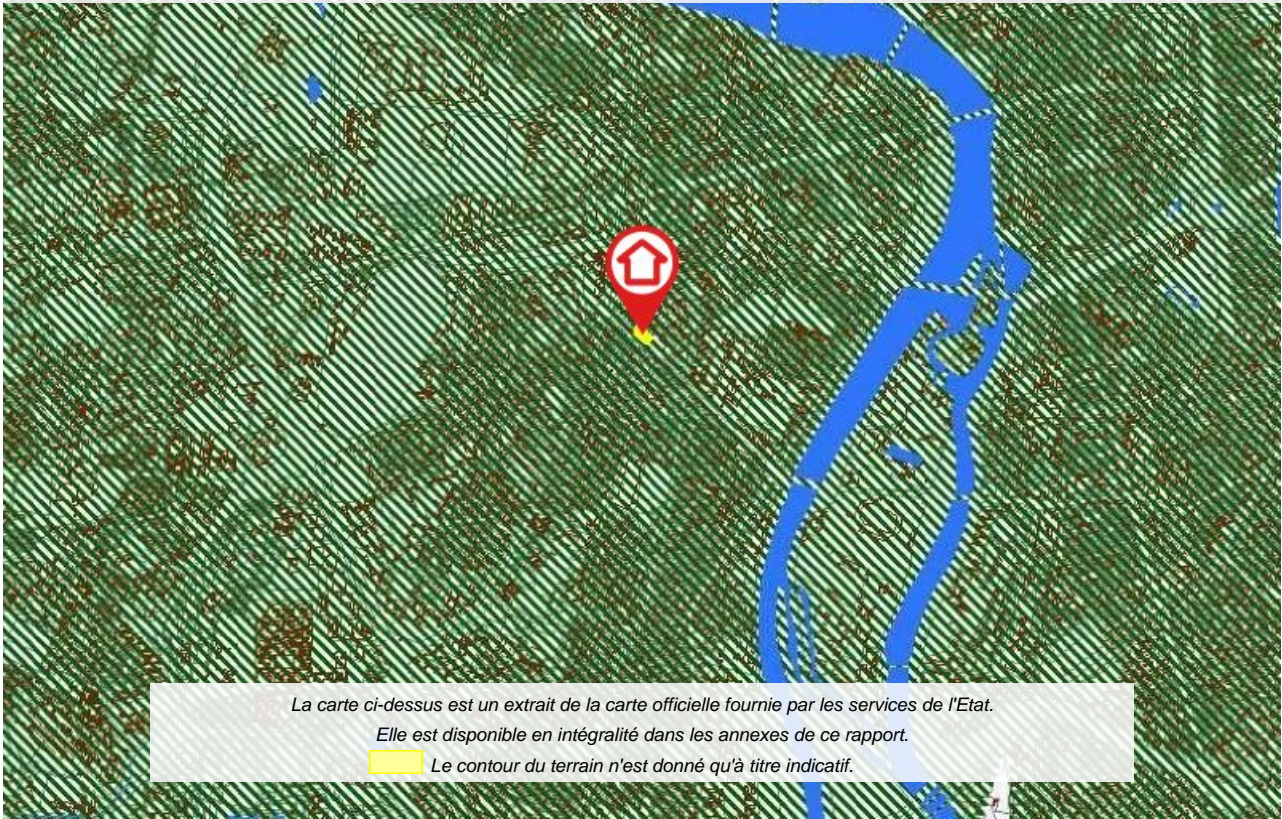 La carte ci-dessus est un extrait de la carte officielle fournie par les services de l'Etat.
Elle est disponible en intégralité dans les annexes de ce rapport.
Le contour du terrain n'est donné qu'à titre indicatif.